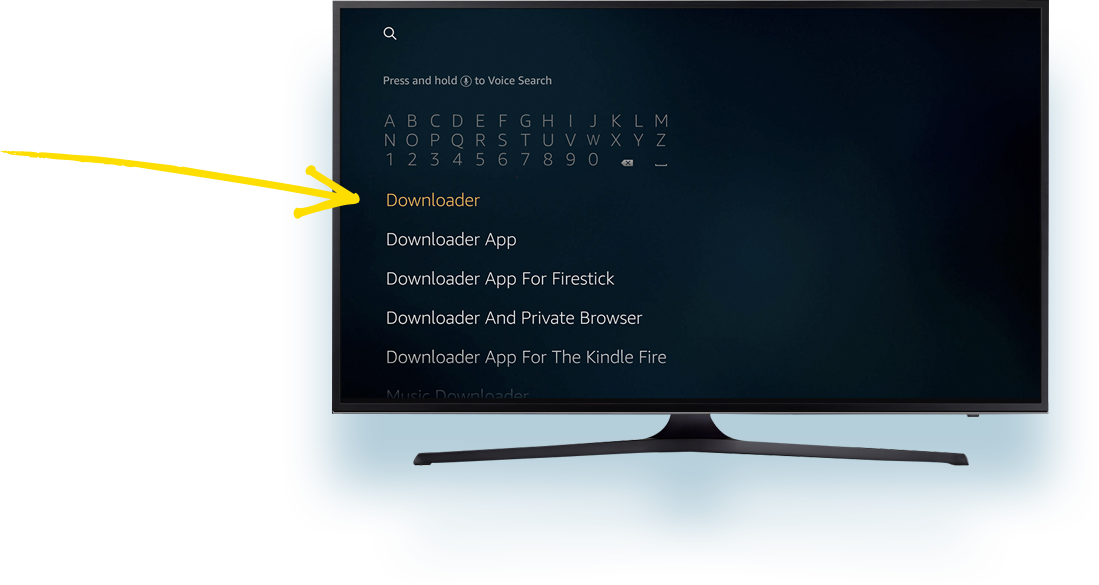 Press and hold to Voice Search
A B C D E F G H I J K L M
N O P Q R S T U V W X Y Z
1 2 3 4 5 6 7 8 9 0
Downloader
Downloader App
Downloader App For Firestick
Downloader And Private Browser
Downloader App For The Kindle Fire
Music Downloader